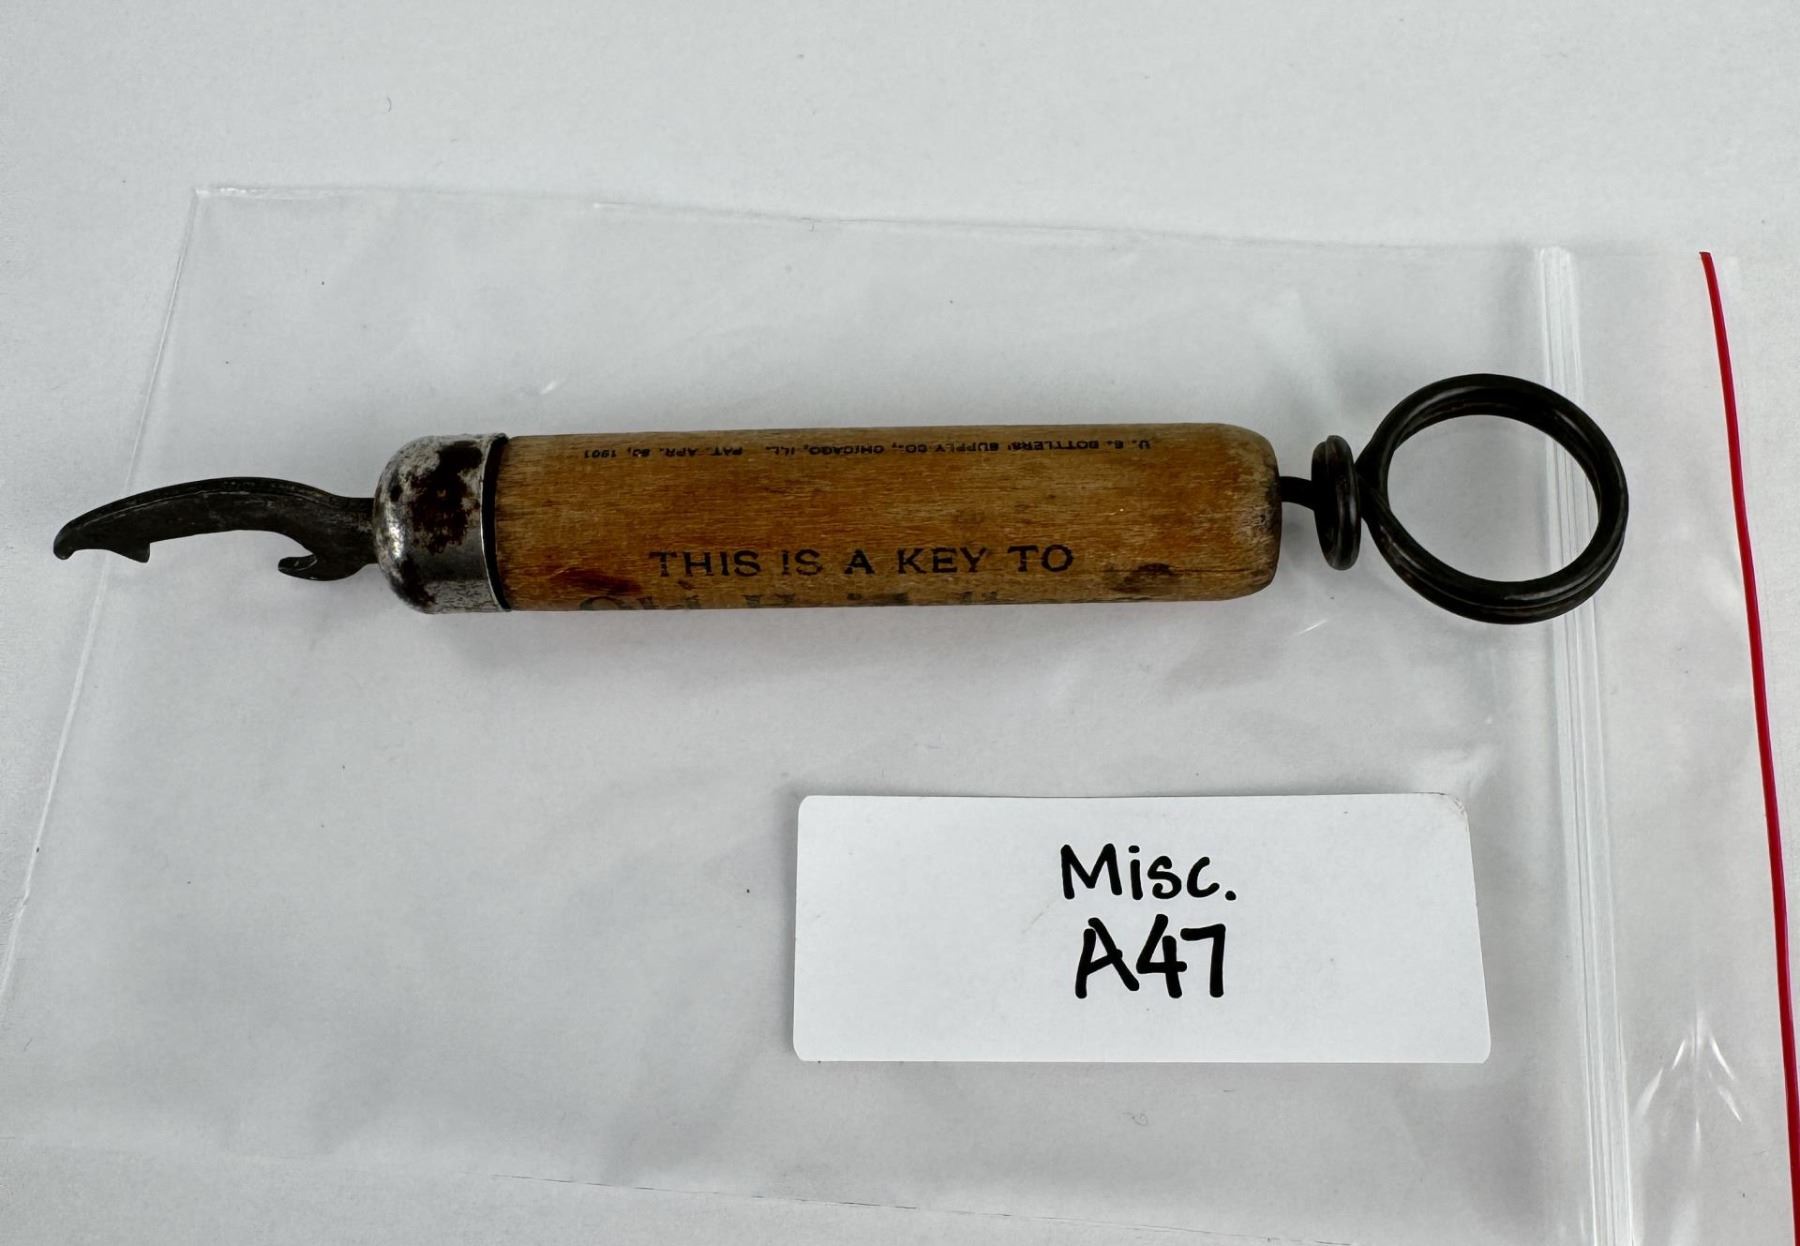 U. S. BOTTLERS' SUPPLY CO., CHICAGO, ILL. PAT. APR. 30, 1901
THIS IS A KEY TO
Misc.
A47